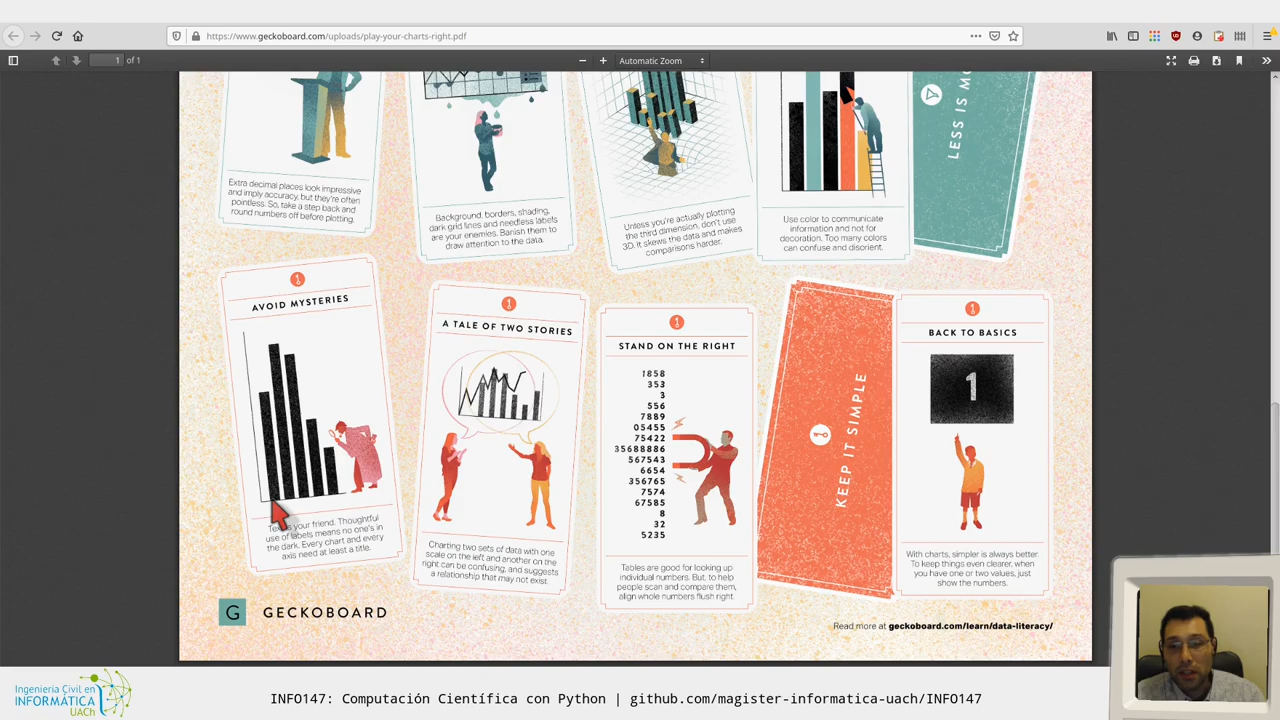 https://www.geckoboard.com/uploads/play-your-charts-right.pdf
1 of 1
Automatic Zoom
LESS IS MO
Extra decimal places look impressive
and imply accuracy, but they're often
pointless. So, take a step back and
round numbers off before plotting.
Background, borders, shading,
dark grid lines and needless labels
are your enemies. Banish them to
draw attention to the data.
Unless you're actually plotting
the third dimension, don't use
3D. It skews the data and makes
comparisons harder.
Use color to communicate
information and not for
decoration. Too many colors
can confuse and disorient.
AVOID MYSTERIES
is your friend. Thoughtful
use of labels means no one's in
the dark. Every chart and every
axis need at least a title.
A TALE OF TWO STORIES
Charting two sets of data with one
scale on the left and another on the
right can be confusing, and suggests
a relationship that may not exist.
STAND ON THE RIGHT
1858
353
3
556
7889
05455
75422
35688886
567543
6654
356765
7574
67585
8
32
5235
Tables are good for looking up
individual numbers. But, to help
people scan and compare them,
align whole numbers flush right.
KEEP IT SIMPLE
BACK TO BASICS
1
With charts, simpler is always better.
To keep things even clearer, when
you have one or two values, just
show the numbers.
G GECKOBOARD
Read more at geckoboard.com/learn/data-literacy/
Ingeniería Civil en
INFORMÁTICA
UACh
INFO147: Computación Científica con Python | github.com/magister-informatica-uach/INFO147